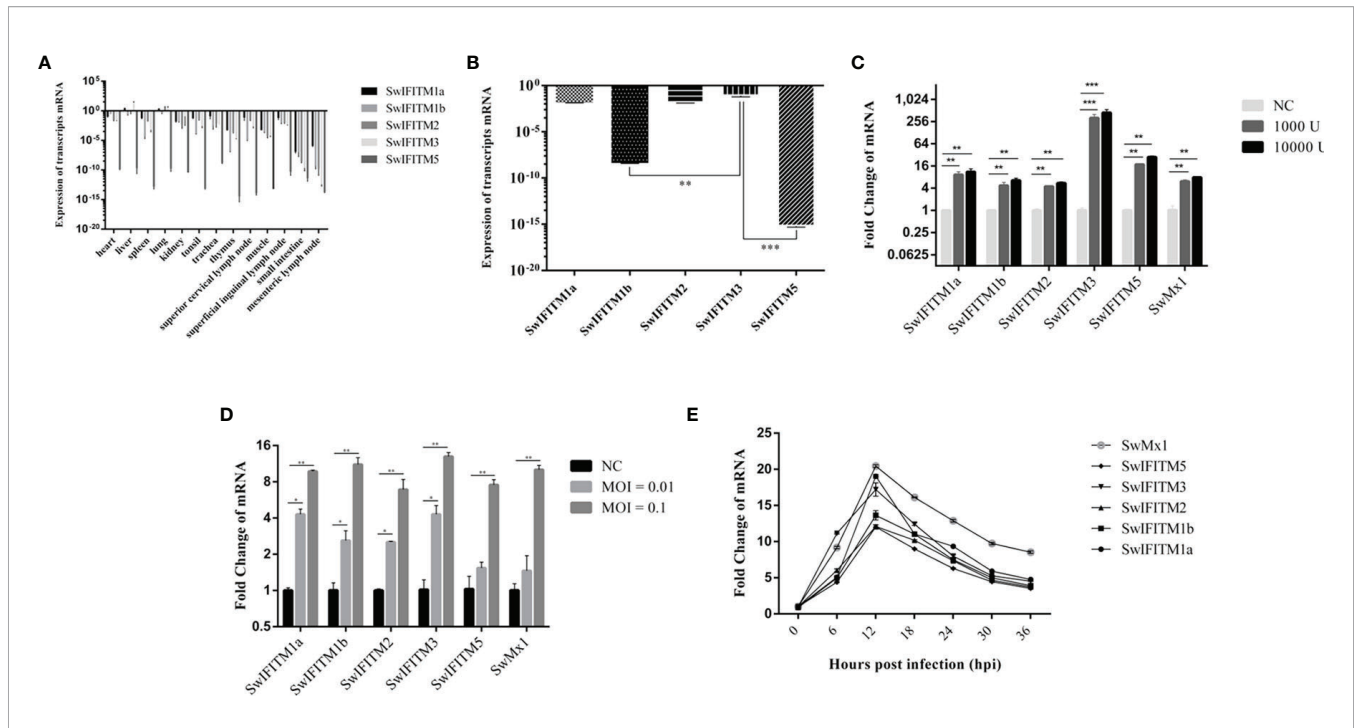 A
Expression of transcripts mRNA
10^5
10^0
10^-5
10^-10
10^-15
10^-20
heart
liver
spleen
lung
kidney
tonsil
trachea
thymus
superior cervical lymph node
muscle
superficial inguinal lymph node
small intestine
mesenteric lymph node
SwIFITM1a
SwIFITM1b
SwIFITM2
SwIFITM3
SwIFITM5
B
Expression of transcripts mRNA
10^0
10^-5
10^-10
10^-15
10^-20
**
***
SwIFITM1a
SwIFITM1b
SwIFITM2
SwIFITM3
SwIFITM5
C
Fold Change of mRNA
1,024
256
64
16
4
1
0.25
0.0625
** ** ** *** ** **
** ** ** *** ** **
SwIFITM1a
SwIFITM1b
SwIFITM2
SwIFITM3
SwIFITM5
SwMx1
NC
1000 U
10000 U
D
Fold Change of mRNA
16
4
2
1
0.5
** ** ** ** ** **
* * * *
SwIFITM1a
SwIFITM1b
SwIFITM2
SwIFITM3
SwIFITM5
SwMx1
NC
MOI = 0.01
MOI = 0.1
E
Fold Change of mRNA
25
20
15
10
5
0
0 6 12 18 24 30 36
Hours post infection (hpi)
SwMx1
SwIFITM5
SwIFITM3
SwIFITM2
SwIFITM1b
SwIFITM1a